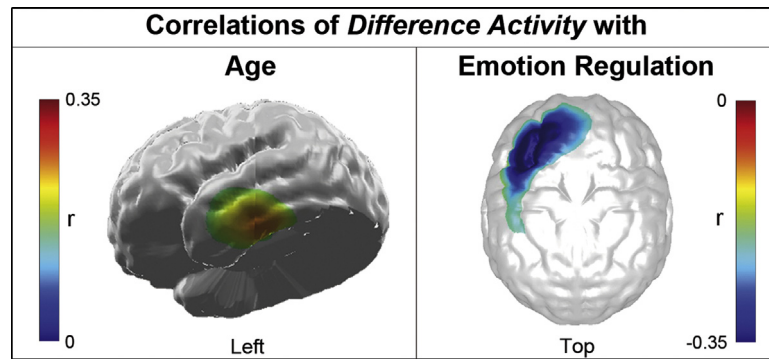 Correlations of Difference Activity with
Age
Emotion Regulation
0.35
r
0
Left
0
r
-0.35
Top